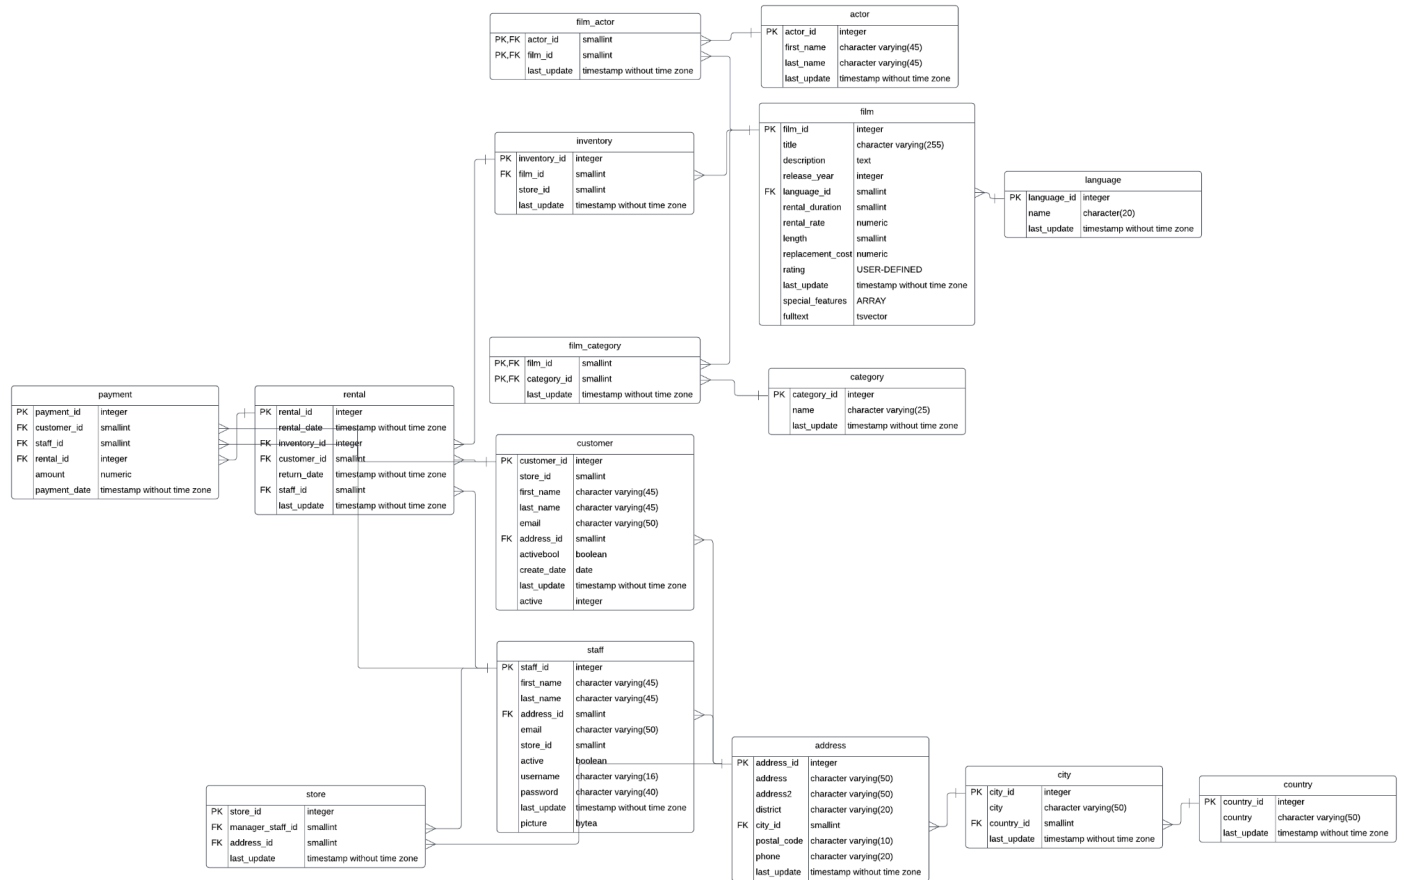 film_actor
PK,FK actor_id smallint
PK,FK film_id smallint
last_update timestamp without time zone
actor
PK actor_id integer
first_name character varying(45)
last_name character varying(45)
last_update timestamp without time zone
film
PK film_id integer
title character varying(255)
description text
release_year integer
FK language_id smallint
rental_duration smallint
rental_rate numeric
length smallint
replacement_cost numeric
rating USER-DEFINED
last_update timestamp without time zone
special_features ARRAY
fulltext tsvector
inventory
PK inventory_id integer
FK film_id smallint
store_id smallint
last_update timestamp without time zone
language
PK language_id integer
name character(20)
last_update timestamp without time zone
film_category
PK,FK film_id smallint
PK,FK category_id smallint
last_update timestamp without time zone
category
PK category_id integer
name character varying(25)
last_update timestamp without time zone
payment
PK payment_id integer
FK customer_id smallint
FK staff_id smallint
FK rental_id integer
amount numeric
payment_date timestamp without time zone
rental
PK rental_id integer
rental_date timestamp without time zone
FK inventory_id integer
FK customer_id smallint
return_date timestamp without time zone
FK staff_id smallint
last_update timestamp without time zone
customer
PK customer_id integer
store_id smallint
first_name character varying(45)
last_name character varying(45)
email character varying(50)
FK address_id smallint
activebool boolean
create_date date
last_update timestamp without time zone
active integer
staff
PK staff_id integer
first_name character varying(45)
last_name character varying(45)
FK address_id smallint
email character varying(50)
store_id smallint
active boolean
username character varying(16)
password character varying(40)
last_update timestamp without time zone
picture bytea
store
PK store_id integer
FK manager_staff_id smallint
FK address_id smallint
last_update timestamp without time zone
address
PK address_id integer
address character varying(50)
address2 character varying(50)
district character varying(20)
FK city_id smallint
postal_code character varying(10)
phone character varying(20)
last_update timestamp without time zone
city
PK city_id integer
city character varying(50)
FK country_id smallint
last_update timestamp without time zone
country
PK country_id integer
country character varying(50)
last_update timestamp without time zone